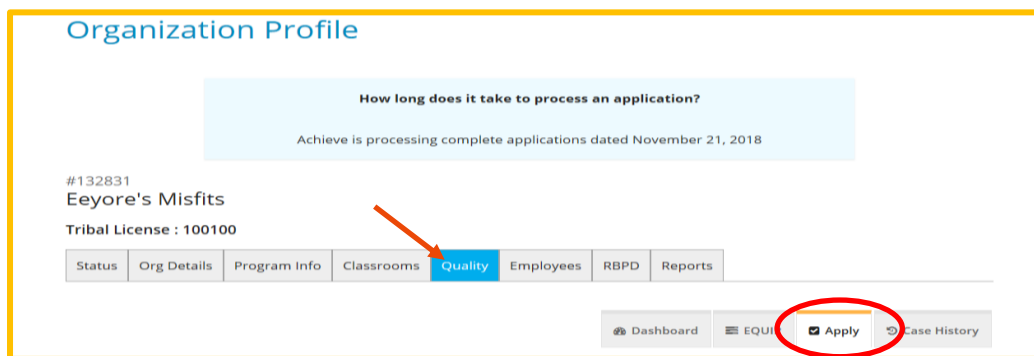 Organization Profile
How long does it take to process an application?
Achieve is processing complete applications dated November 21, 2018
#132831
Eeyore's Misfits
Tribal License : 100100
Status Org Details Program Info Classrooms Quality Employees RBPD Reports
Dashboard Apply Case History